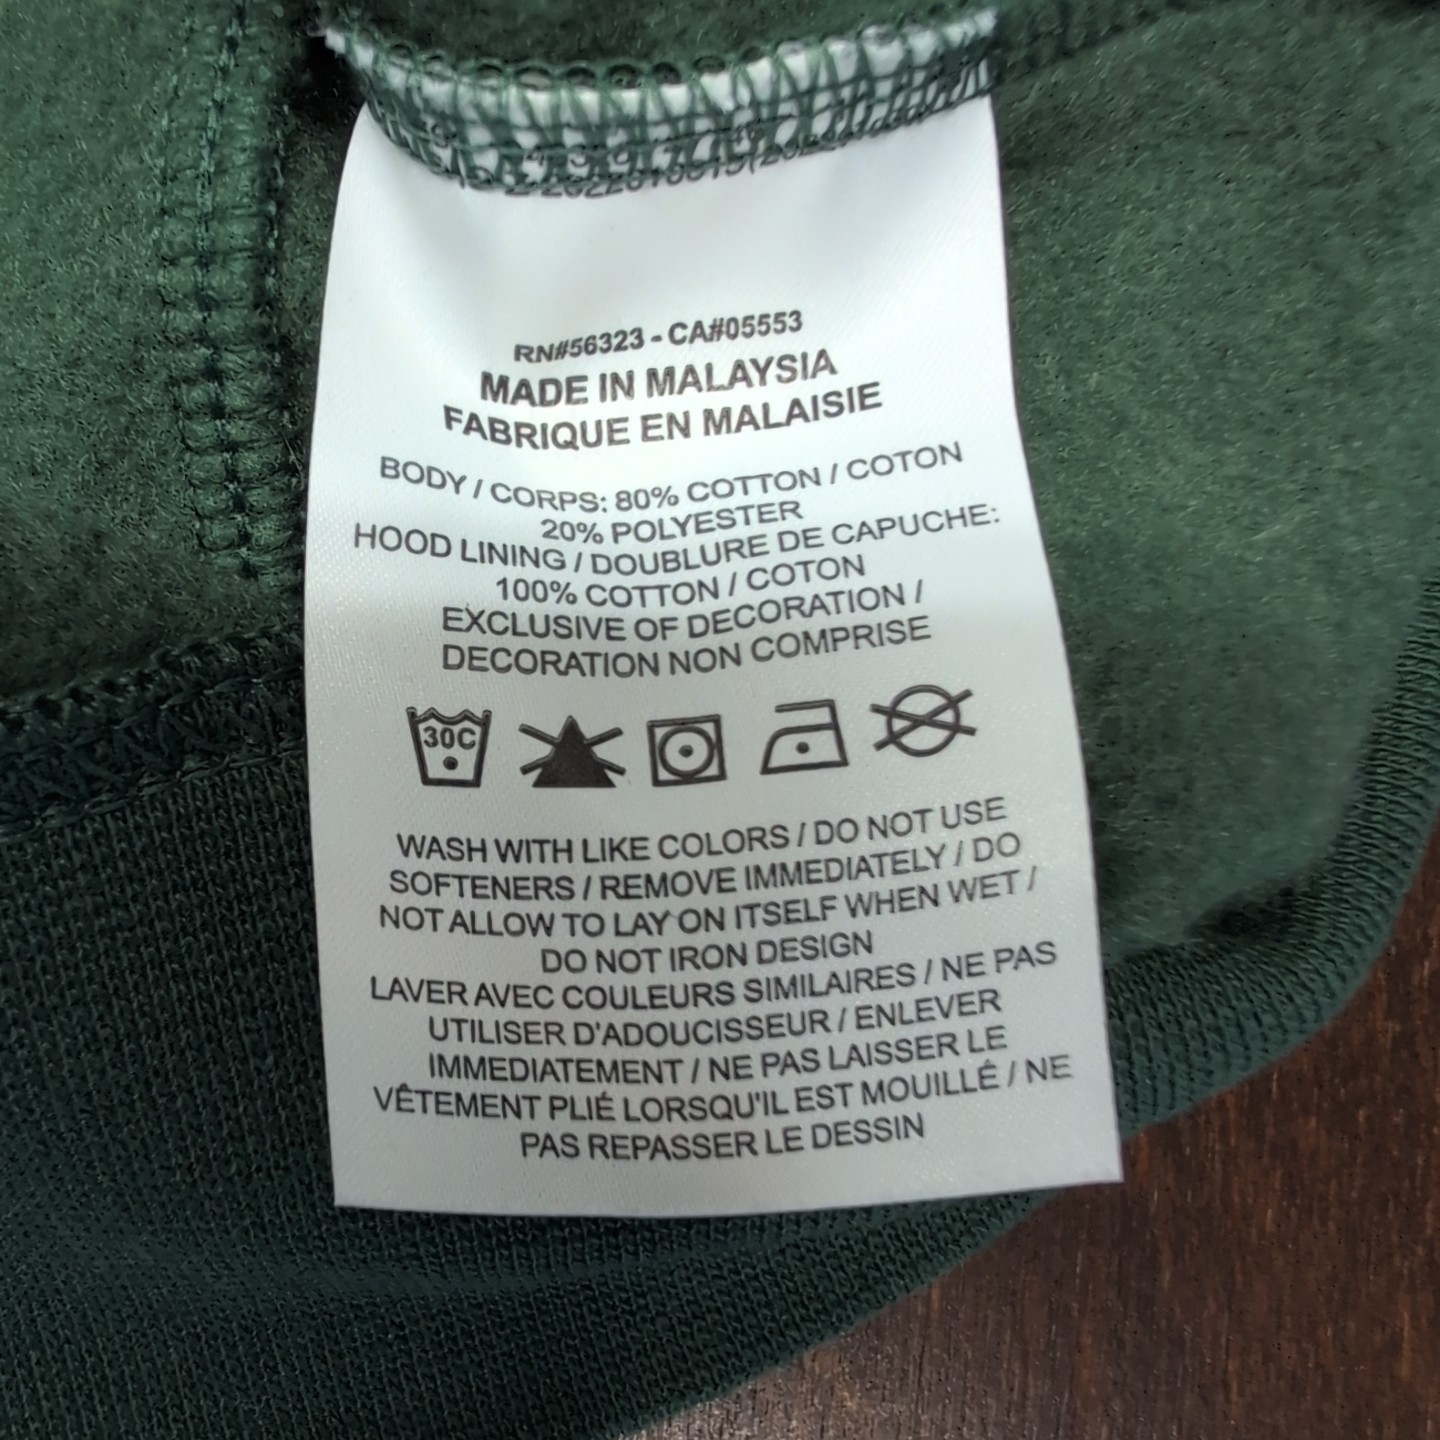 RN#56323 - CA#05553
MADE IN MALAYSIA
FABRIQUE EN MALAISIE
BODY / CORPS: 80% COTTON / COTON
20% POLYESTER
HOOD LINING / DOUBLURE DE CAPUCHE:
100% COTTON / COTON
EXCLUSIVE OF DECORATION /
DECORATION NON COMPRISE
30C
WASH WITH LIKE COLORS / DO NOT USE
SOFTENERS / REMOVE IMMEDIATELY / DO
NOT ALLOW TO LAY ON ITSELF WHEN WET /
DO NOT IRON DESIGN
LAVER AVEC COULEURS SIMILAIRES / NE PAS
UTILISER D'ADOUCISSEUR / ENLEVER
IMMEDIATEMENT / NE PAS LAISSER LE
VÊTEMENT PLIÉ LORSQU'IL EST MOUILLÉ / NE
PAS REPASSER LE DESSIN